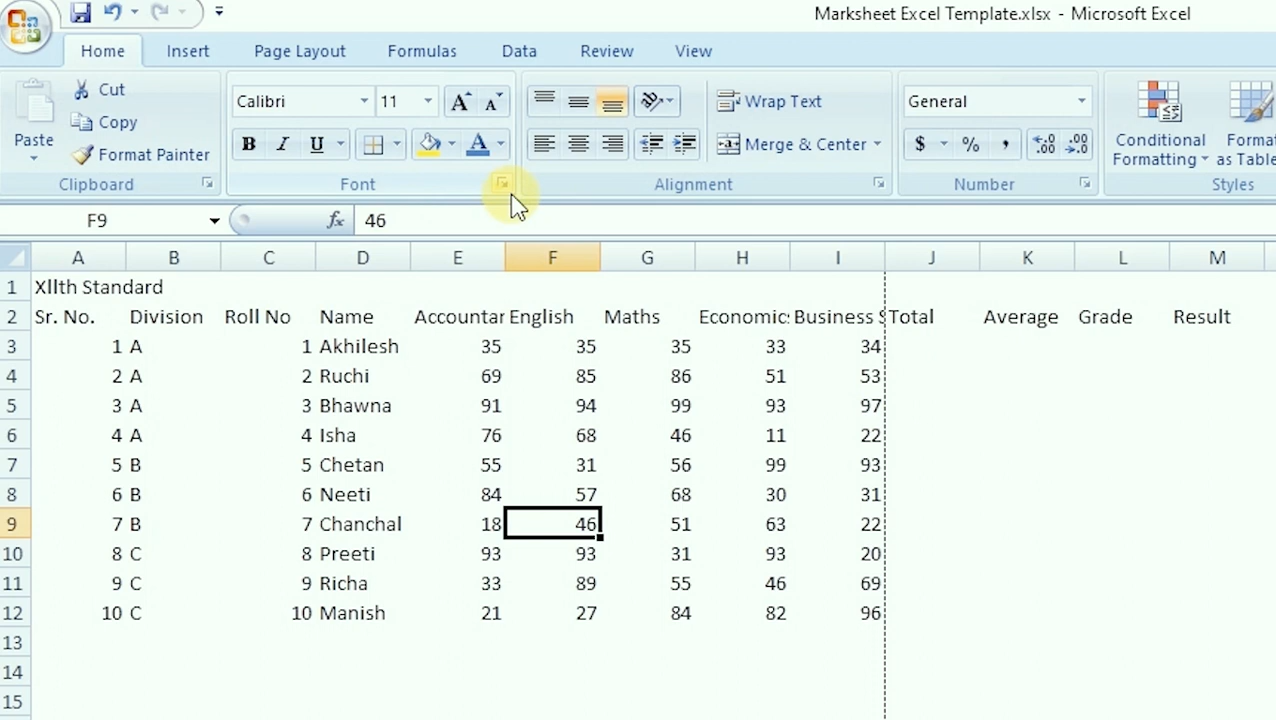 Marksheet Excel Template.xlsx - Microsoft Excel
Home Insert Page Layout Formulas Data Review View
Cut Calibri 11 A A Wrap Text General
Paste Copy B I U A Merge & Center $ % , .0 .00 .00 .0 Conditional Formatting Format as Table
Format Painter
Clipboard Font Alignment Number Styles
F9 fx 46
A B C D E F G H I J K L M
1 XIIth Standard
2 Sr. No. Division Roll No Name Accountan English Maths Economics Business S Total Average Grade Result
3 1 A 1 Akhilesh 35 35 35 33 34
4 2 A 2 Ruchi 69 85 86 51 53
5 3 A 3 Bhawna 91 94 99 93 97
6 4 A 4 Isha 76 68 46 11 22
7 5 B 5 Chetan 55 31 56 99 93
8 6 B 6 Neeti 84 57 68 30 31
9 7 B 7 Chanchal 18 46 51 63 22
10 8 C 8 Preeti 93 93 31 93 20
11 9 C 9 Richa 33 89 55 46 69
12 10 C 10 Manish 21 27 84 82 96
13
14
15